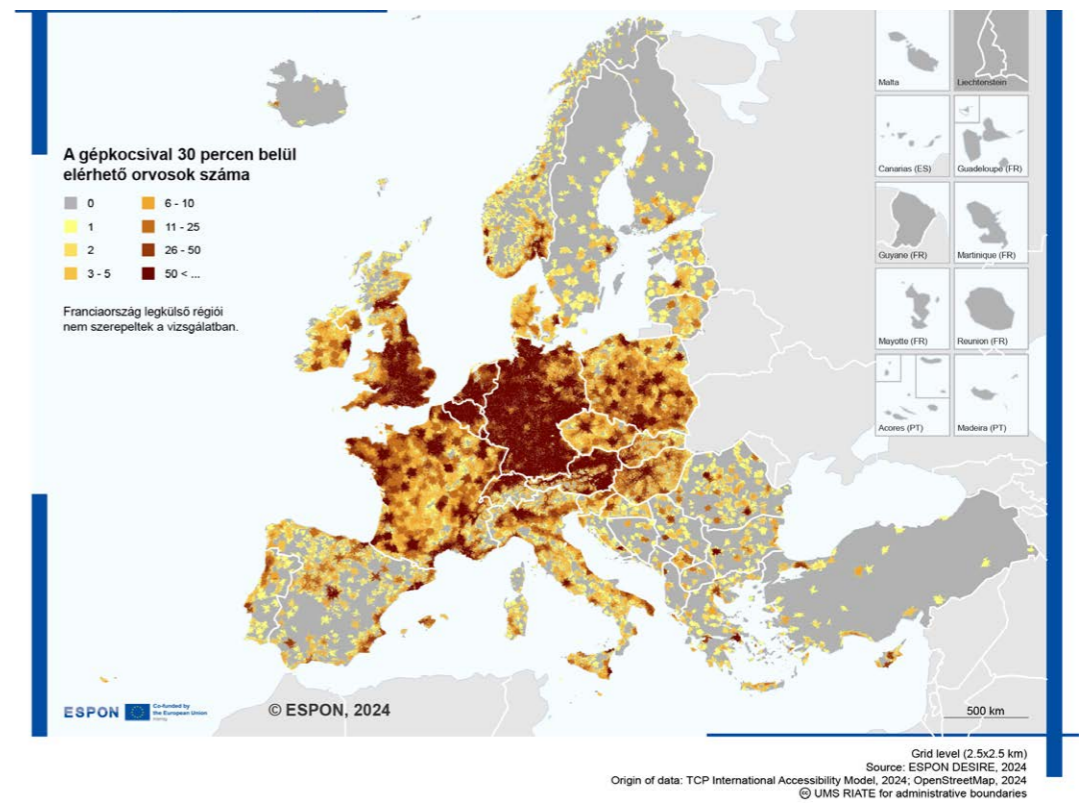 A gépkocsival 30 percen belül
elérhető orvosok száma
0
1
2
3 - 5
6 - 10
11 - 25
26 - 50
50 < ...
Franciaország legkülső régiói
nem szerepeltek a vizsgálatban.
Malta
Liechtenstein
Canarias (ES)
Guadeloupe (FR)
Guyane (FR)
Martinique (FR)
Mayotte (FR)
Reunion (FR)
Acores (PT)
Madeira (PT)
ESPON
Co-funded by
the European Union
© ESPON, 2024
500 km
Grid level (2.5x2.5 km)
Source: ESPON DESIRE, 2024
Origin of data: TCP International Accessibility Model, 2024; OpenStreetMap, 2024
UMS RIATE for administrative boundaries